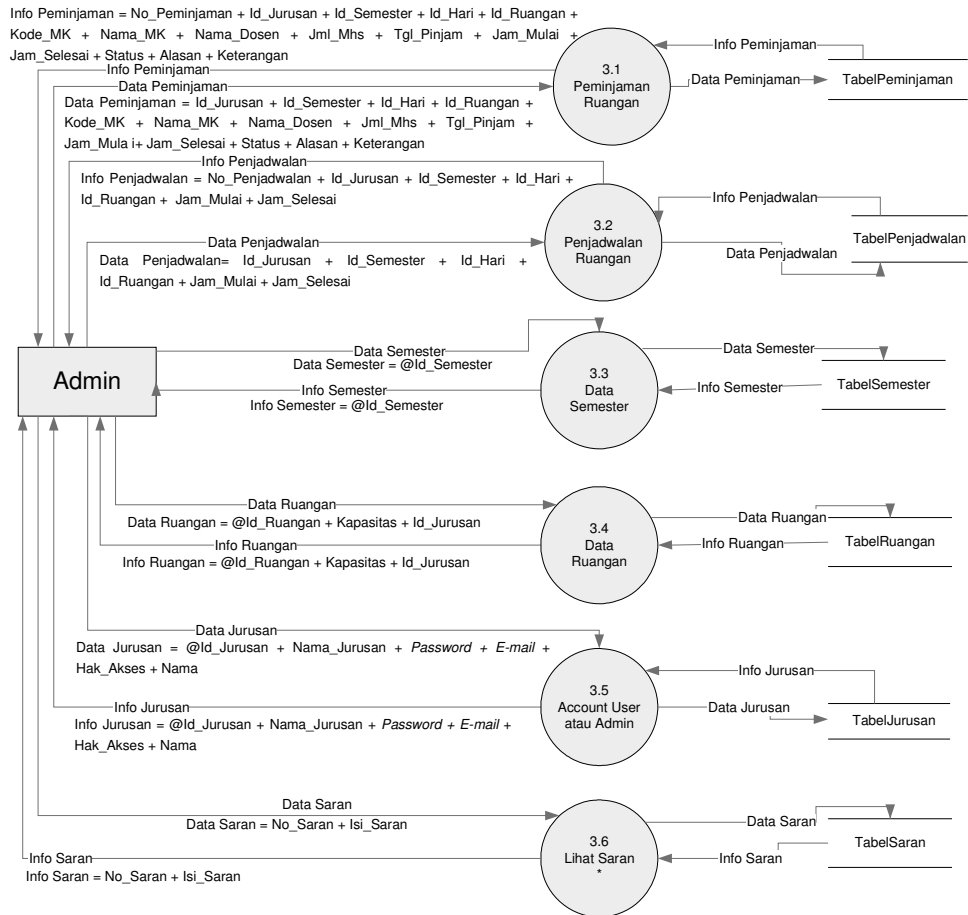 Info Peminjaman = No_Peminjaman + Id_Jurusan + Id_Semester + Id_Hari + Id_Ruangan +
Kode_MK + Nama_MK + Nama_Dosen + Jml_Mhs + Tgl_Pinjam + Jam_Mulai +
Jam_Selesai + Status + Alasan + Keterangan
Info Peminjaman
Data Peminjaman
Data Peminjaman = Id_Jurusan + Id_Semester + Id_Hari + Id_Ruangan +
Kode_MK + Nama_MK + Nama_Dosen + Jml_Mhs + Tgl_Pinjam +
Jam_Mula i+ Jam_Selesai + Status + Alasan + Keterangan
3.1
Peminjaman
Ruangan
Info Peminjaman
Data Peminjaman
TabelPeminjaman
Info Penjadwalan
Info Penjadwalan = No_Penjadwalan + Id_Jurusan + Id_Semester + Id_Hari +
Id_Ruangan + Jam_Mulai + Jam_Selesai
Data Penjadwalan
Data Penjadwalan= Id_Jurusan + Id_Semester + Id_Hari +
Id_Ruangan + Jam_Mulai + Jam_Selesai
3.2
Penjadwalan
Ruangan
Info Penjadwalan
Data Penjadwalan
TabelPenjadwalan
Admin
Data Semester
Data Semester = @Id_Semester
Info Semester
Info Semester = @Id_Semester
3.3
Data
Semester
Data Semester
Info Semester
TabelSemester
Data Ruangan
Data Ruangan = @Id_Ruangan + Kapasitas + Id_Jurusan
Info Ruangan
Info Ruangan = @Id_Ruangan + Kapasitas + Id_Jurusan
3.4
Data
Ruangan
Data Ruangan
Info Ruangan
TabelRuangan
Data Jurusan
Data Jurusan = @Id_Jurusan + Nama_Jurusan + Password + E-mail +
Hak_Akses + Nama
Info Jurusan
Info Jurusan = @Id_Jurusan + Nama_Jurusan + Password + E-mail +
Hak_Akses + Nama
3.5
Account User
atau Admin
Info Jurusan
Data Jurusan
TabelJurusan
Data Saran
Data Saran = No_Saran + Isi_Saran
Info Saran
Info Saran = No_Saran + Isi_Saran
3.6
Lihat Saran
*
Data Saran
Info Saran
TabelSaran